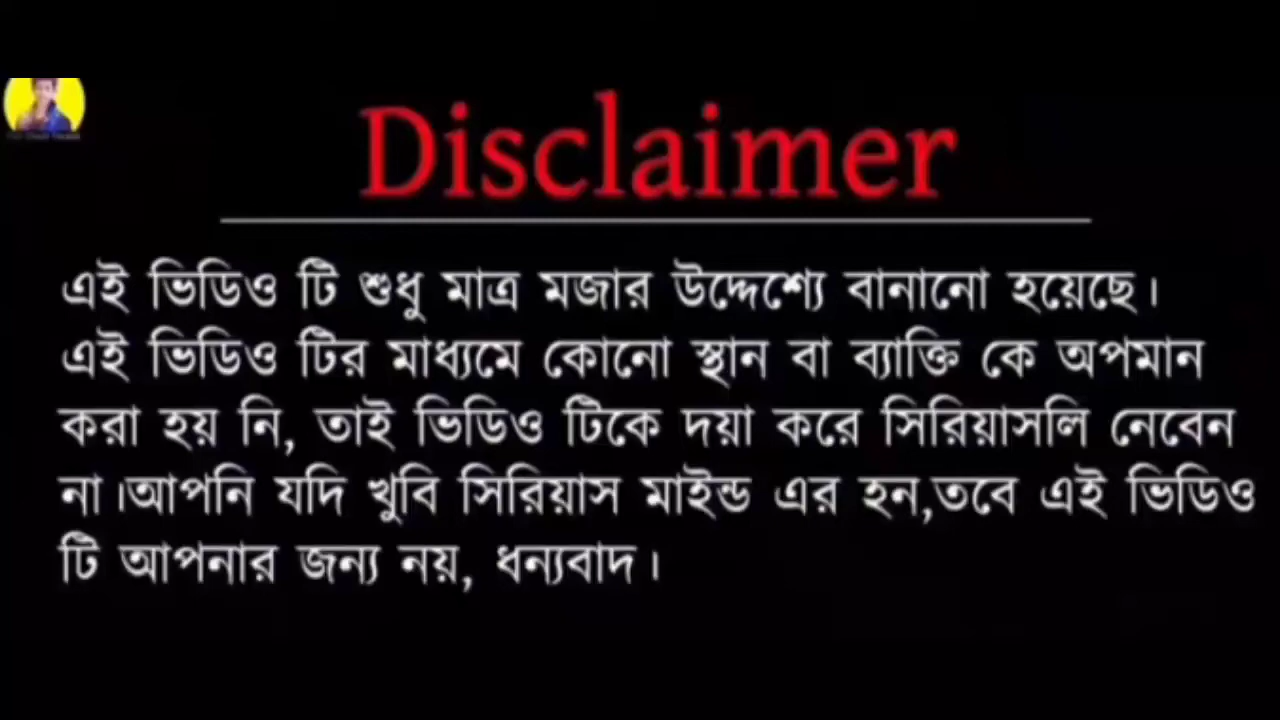 Disclaimer
এই ভিডিও টি শুধু মাত্র মজার উদ্দেশ্যে বানানো হয়েছে।
এই ভিডিও টির মাধ্যমে কোনো স্থান বা ব্যাক্তি কে অপমান
করা হয় নি, তাই ভিডিও টিকে দয়া করে সিরিয়াসলি নেবেন
না।আপনি যদি খুবি সিরিয়াস মাইন্ড এর হন,তবে এই ভিডিও
টি আপনার জন্য নয়, ধন্যবাদ।